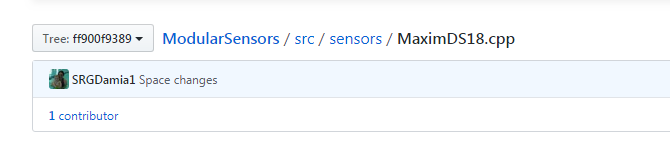 Tree: ff900f9389 ModularSensors / src / sensors / MaximDS18.cpp
SRGDamia1 Space changes
1 contributor